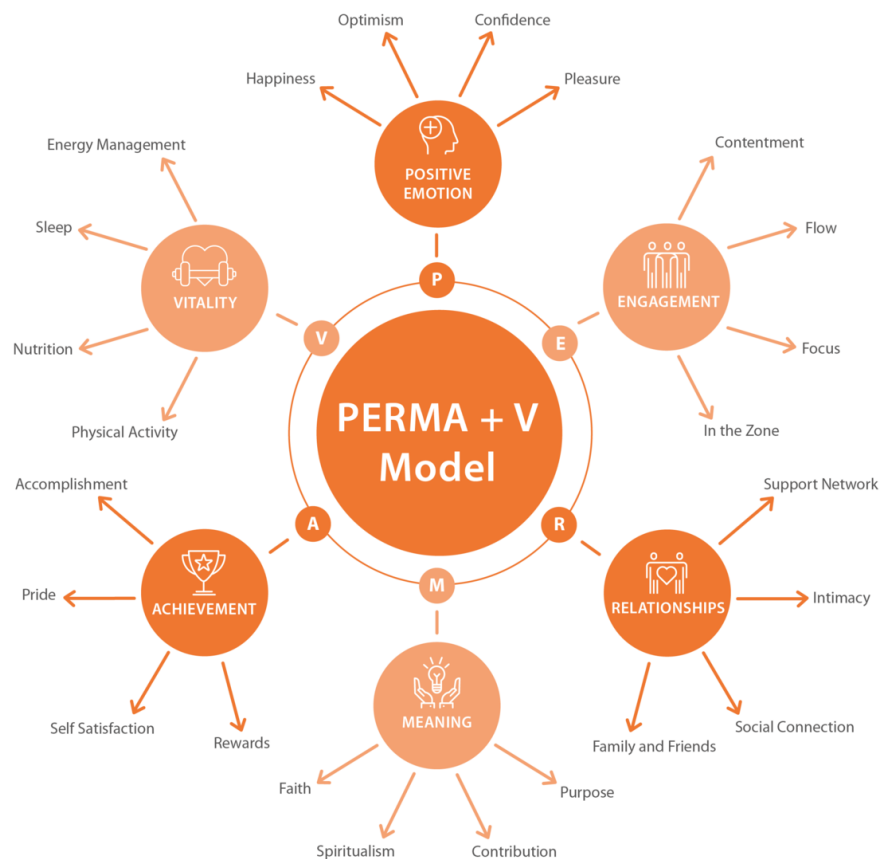 Optimism
Confidence
Happiness
Pleasure
POSITIVE
EMOTION
P
Energy Management
Sleep
Nutrition
Physical Activity
VITALITY
V
Contentment
Flow
Focus
In the Zone
ENGAGEMENT
E
PERMA + V
Model
Accomplishment
Pride
Self Satisfaction
Rewards
ACHIEVEMENT
A
Support Network
Intimacy
Social Connection
Family and Friends
RELATIONSHIPS
R
M
MEANING
Faith
Spiritualism
Contribution
Purpose